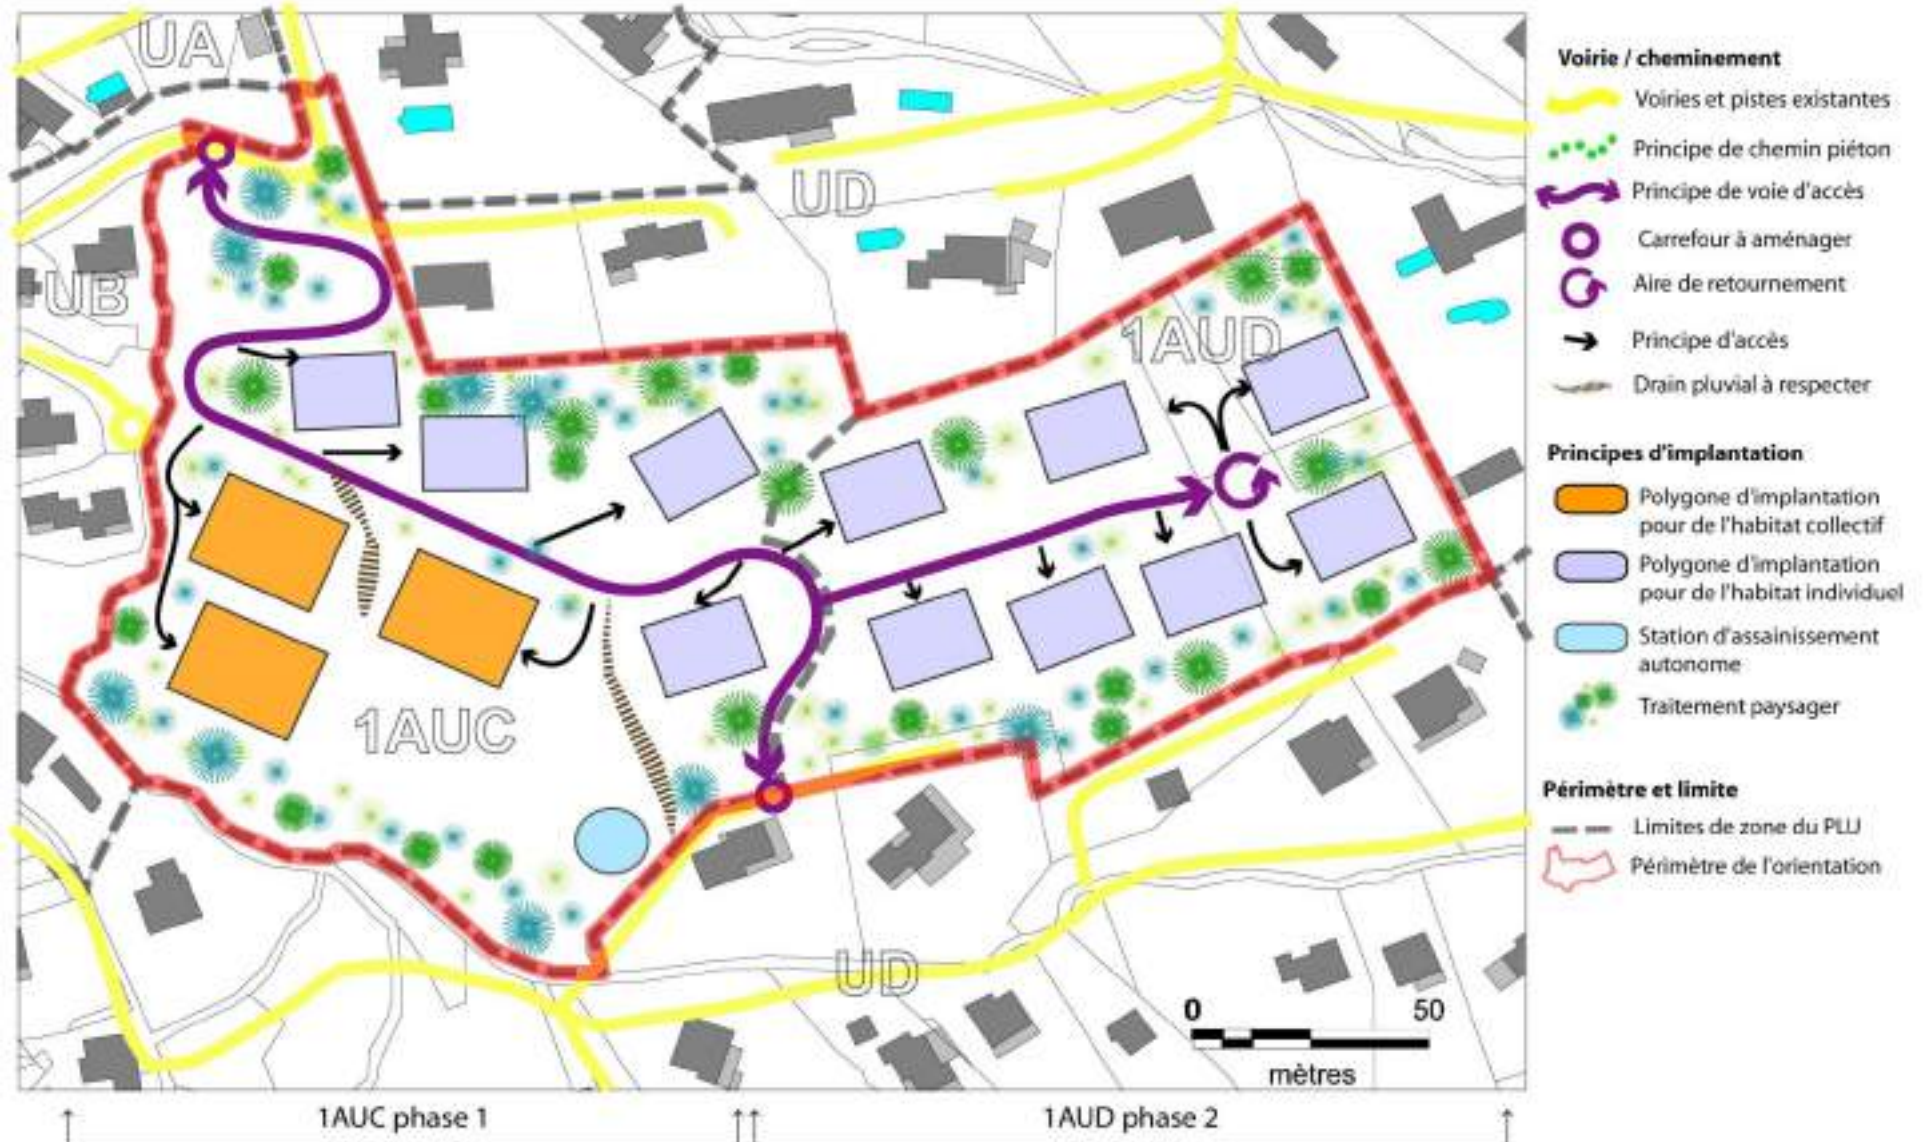 UA
UD
UB
1AUD
1AUC
UD
0 50
mètres
1AUC phase 1
1AUD phase 2
Voirie / cheminement
Voiries et pistes existantes
Principe de chemin piéton
Principe de voie d'accès
Carrefour à aménager
Aire de retournement
Principe d'accès
Drain pluvial à respecter
Principes d'implantation
Polygone d'implantation
pour de l'habitat collectif
Polygone d'implantation
pour de l'habitat individuel
Station d'assainissement
autonome
Traitement paysager
Périmètre et limite
Limites de zone du PLU
Périmètre de l'orientation